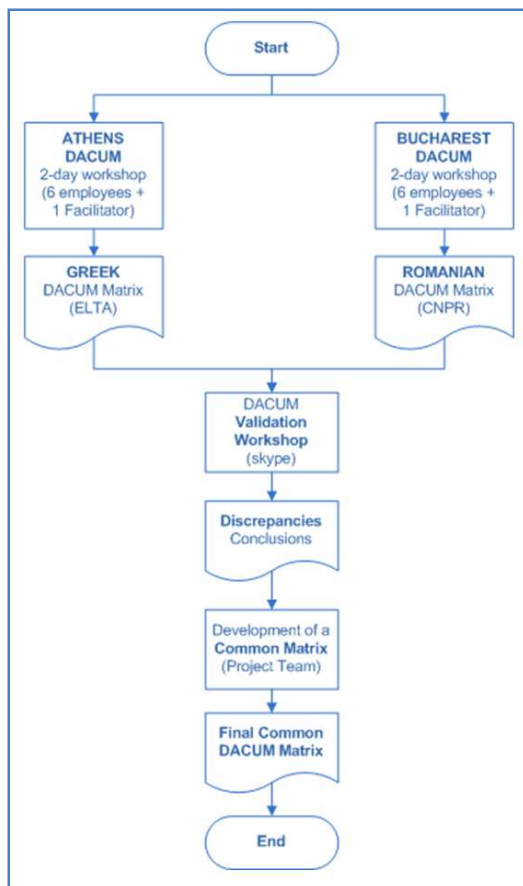 Start
ATHENS
DACUM
2-day workshop
(6 employees +
1 Facilitator)
BUCHAREST
DACUM
2-day workshop
(6 employees +
1 Facilitator)
GREEK
DACUM Matrix
(ELTA)
ROMANIAN
DACUM Matrix
(CNPR)
DACUM
Validation
Workshop
(skype)
Discrepancies
Conclusions
Development of a
Common Matrix
(Project Team)
Final Common
DACUM Matrix
End